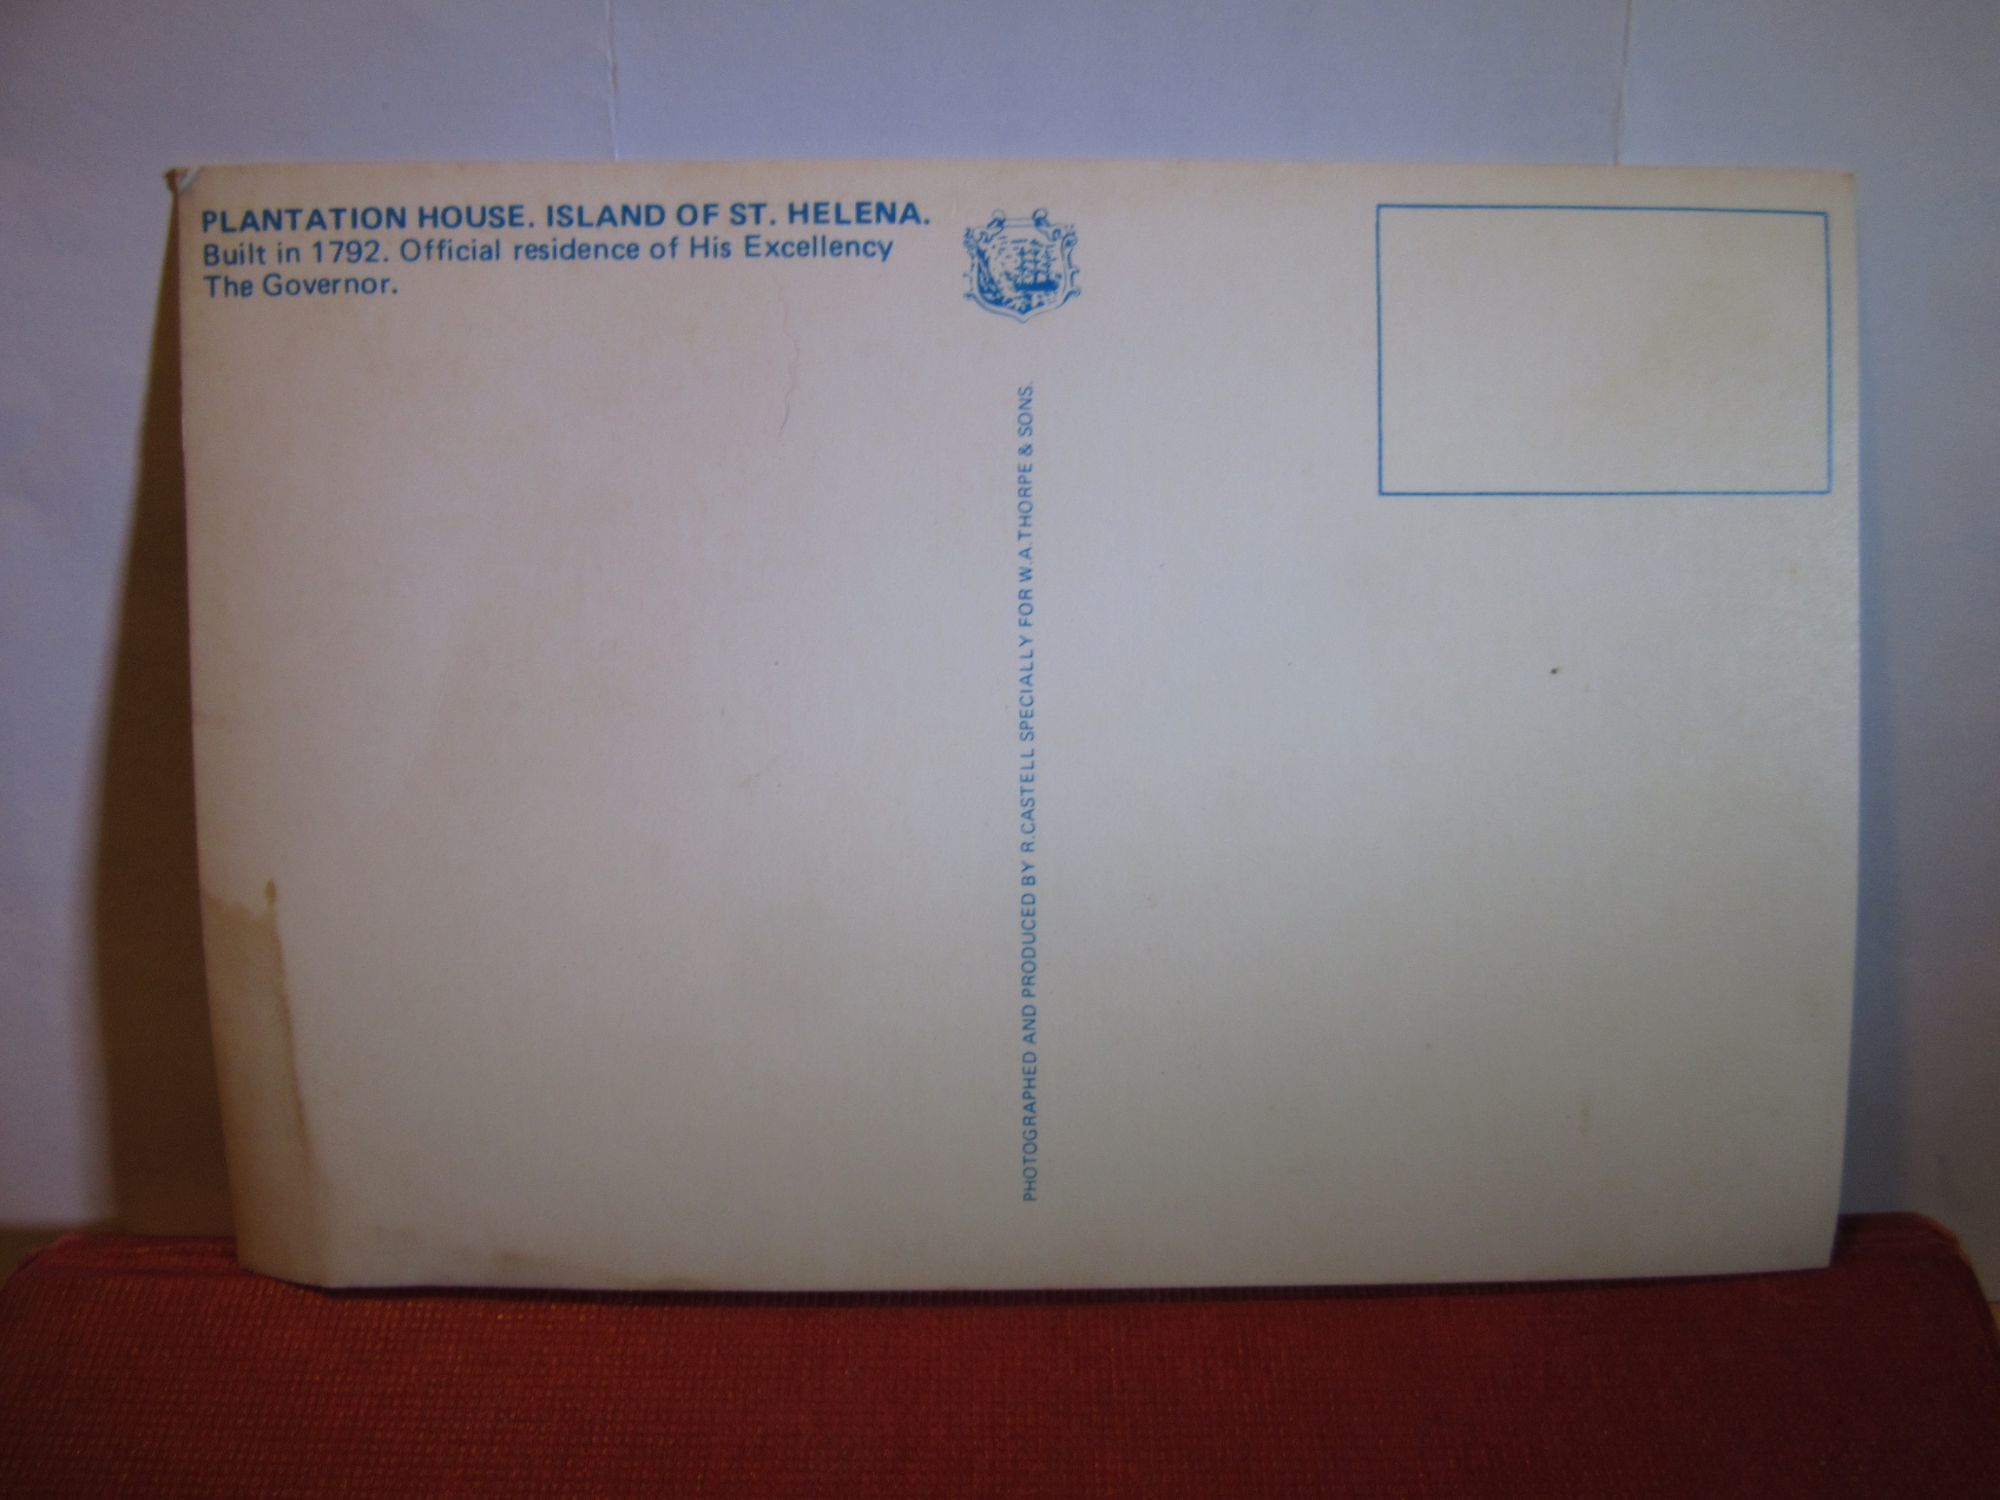 PLANTATION HOUSE. ISLAND OF ST. HELENA.
Built in 1792. Official residence of His Excellency
The Governor.
PHOTOGRAPHED AND PRODUCED BY R.CASTELL SPECIALLY FOR W.A.THORPE & SONS.